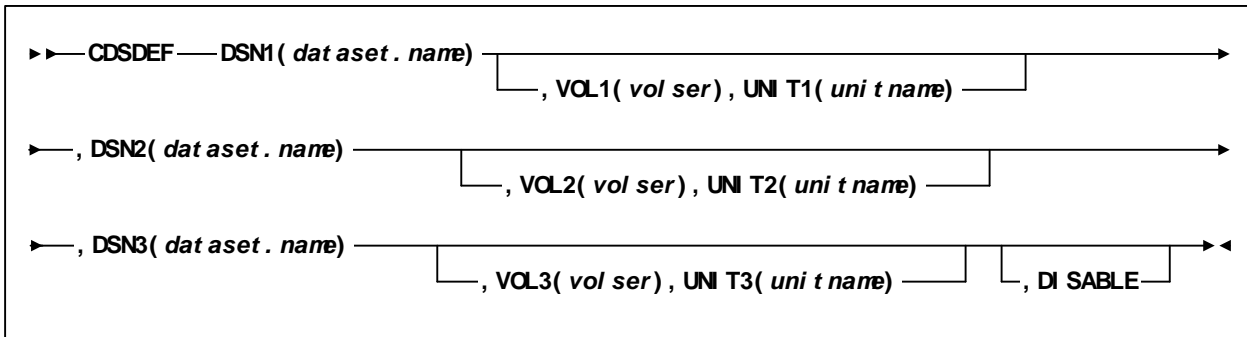 CDSDEF DSN1(dataset.name)
,VOL1(volser),UNIT1(unitname)
,DSN2(dataset.name)
,VOL2(volser),UNIT2(unitname)
,DSN3(dataset.name)
,VOL3(volser),UNIT3(unitname) ,DISABLE